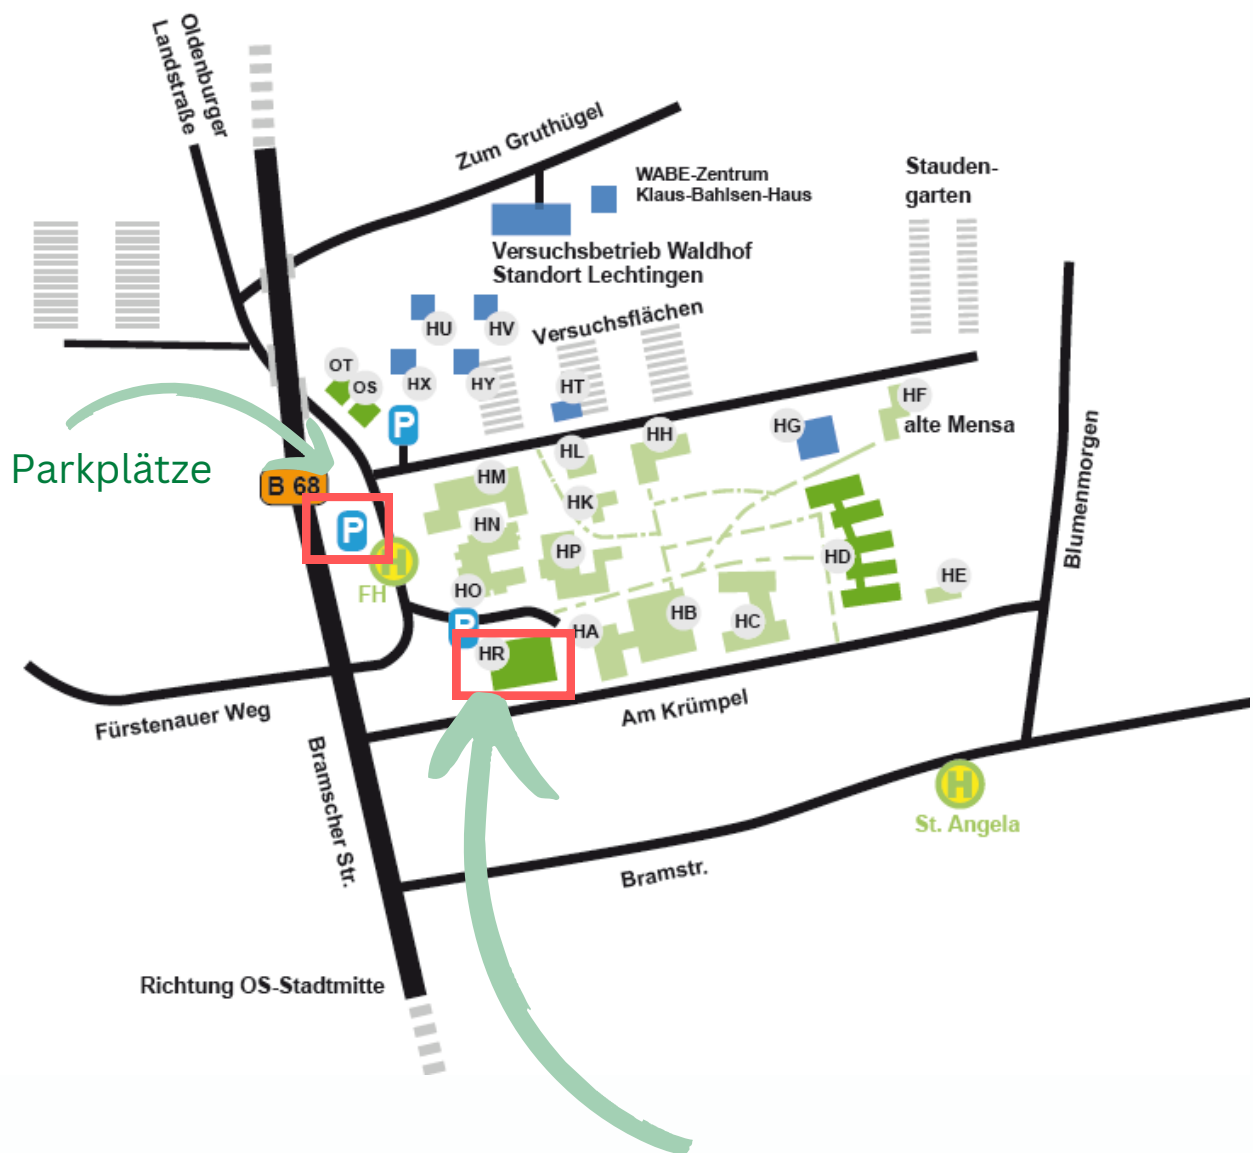 Oldenburger
Landstraße
Zum Gruthügel
WABE-Zentrum
Klaus-Bahlsen-Haus
Stauden-
garten
Versuchsbetrieb Waldhof
Standort Lechtingen
HU
HV
Versuchsflächen
OT
OS
HX
HY
HT
P
HF
alte Mensa
HG
HH
HL
Parkplätze
B 68
HM
HK
HN
P
H
FH
HP
HD
HE
Blumenmorgen
HO
P
HA
HB
HC
HR
Am Krümpel
Fürstenauer Weg
Bramscher Str.
H
St. Angela
Bramstr.
Richtung OS-Stadtmitte